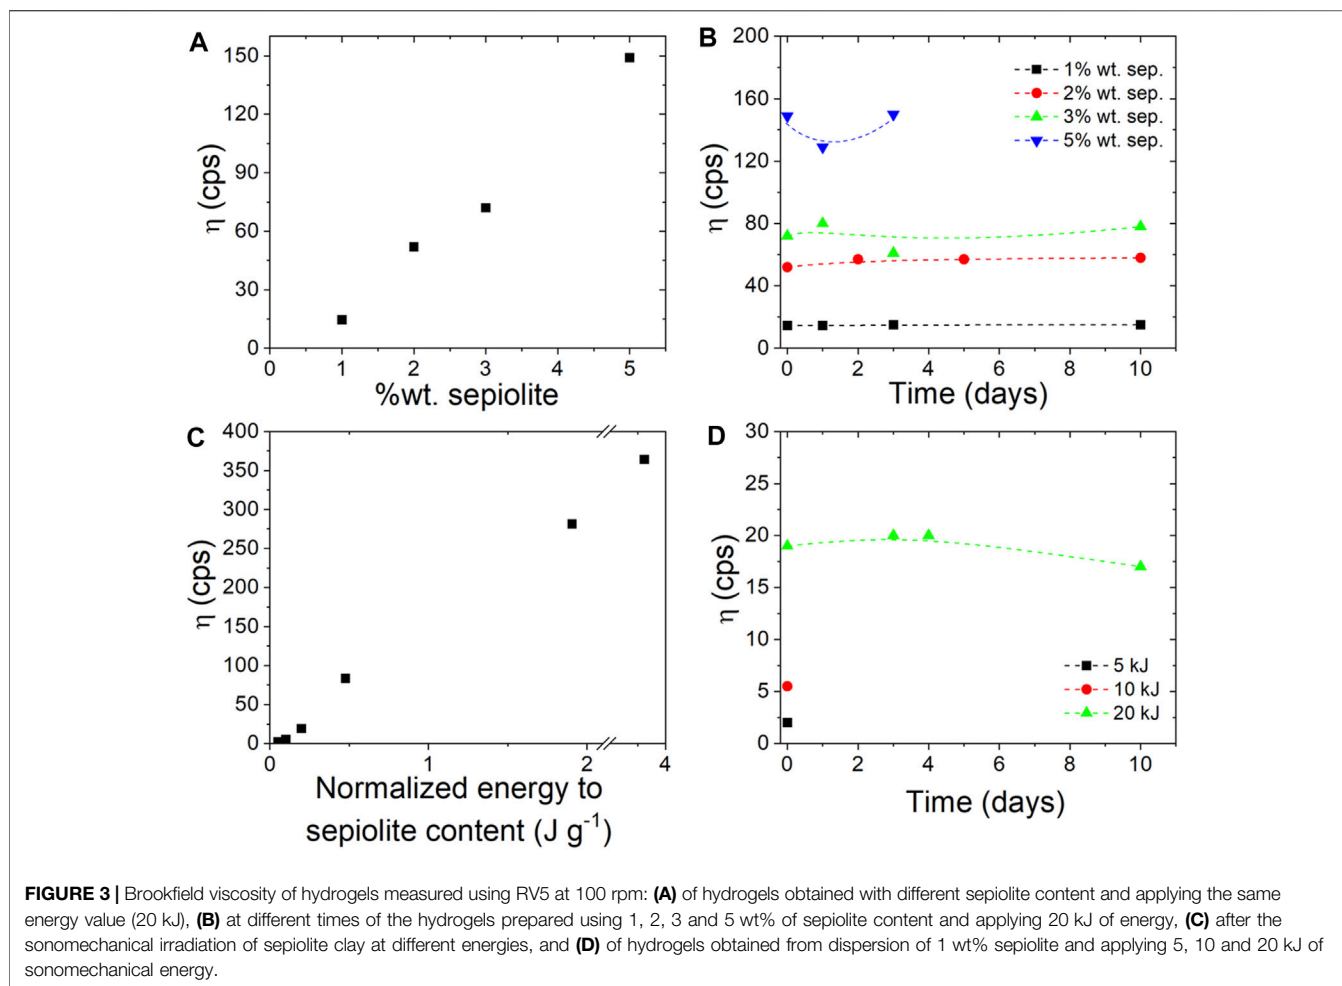 A
150
120
90
60
30
0
η (cps)
0 1 2 3 4 5
%wt. sepiolite
B
200
160
120
80
40
0
η (cps)
1% wt. sep.
2% wt. sep.
3% wt. sep.
5% wt. sep.
0 2 4 6 8 10
Time (days)
C
400
350
300
250
200
150
100
50
0
η (cps)
0 1 2 4
Normalized energy to
sepiolite content (J g⁻¹)
D
30
25
20
15
10
5
0
η (cps)
5 kJ
10 kJ
20 kJ
0 2 4 6 8 10
Time (days)
FIGURE 3 | Brookfield viscosity of hydrogels measured using RV5 at 100 rpm: (A) of hydrogels obtained with different sepiolite content and applying the same
energy value (20 kJ), (B) at different times of the hydrogels prepared using 1, 2, 3 and 5 wt% of sepiolite content and applying 20 kJ of energy, (C) after the
sonomechanical irradiation of sepiolite clay at different energies, and (D) of hydrogels obtained from dispersion of 1 wt% sepiolite and applying 5, 10 and 20 kJ of
sonomechanical energy.